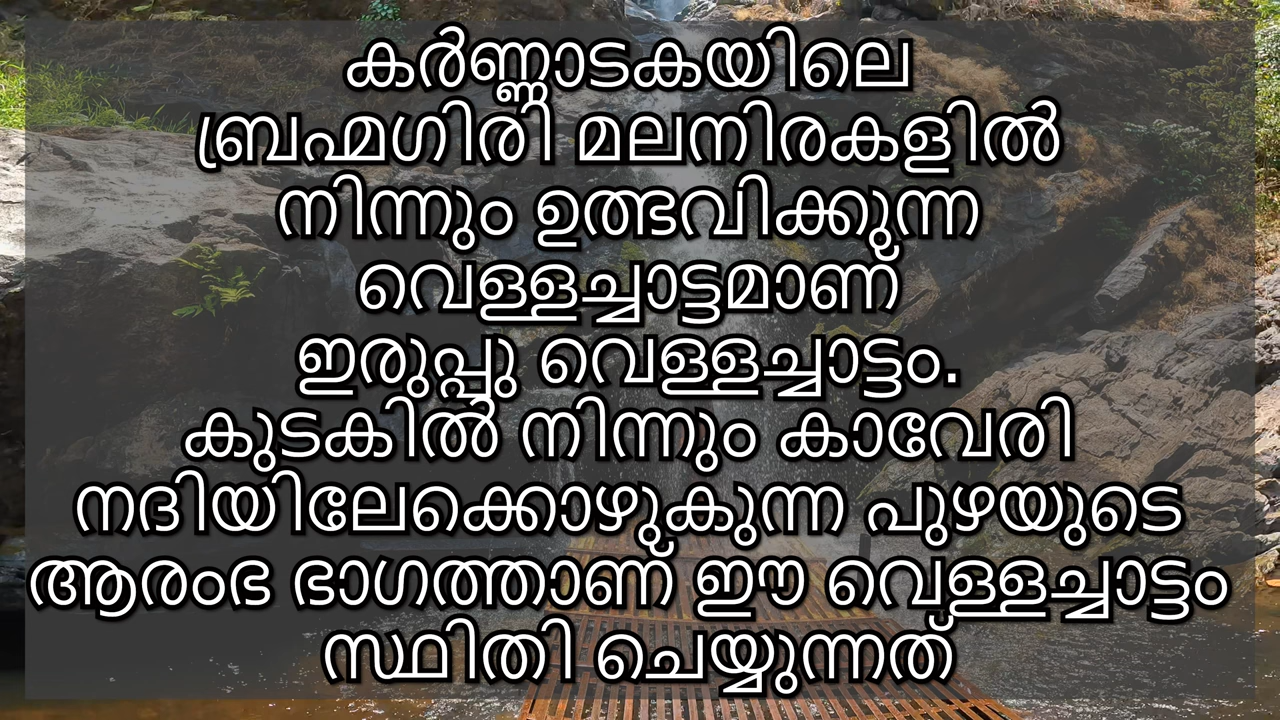 കർണ്ണാടകയിലെ
ബ്രഹ്മഗിരി മലനിരകളിൽ
നിന്നും ഉത്ഭവിക്കുന്ന
വെള്ളച്ചാട്ടമാണ്
ഇരുപ്പു വെള്ളച്ചാട്ടം.
കുടകിൽ നിന്നും കാവേരി
നദിയിലേക്കൊഴുകുന്ന പുഴയുടെ
ആരംഭ ഭാഗത്താണ് ഈ വെള്ളച്ചാട്ടം
സ്ഥിതി ചെയ്യുന്നത്